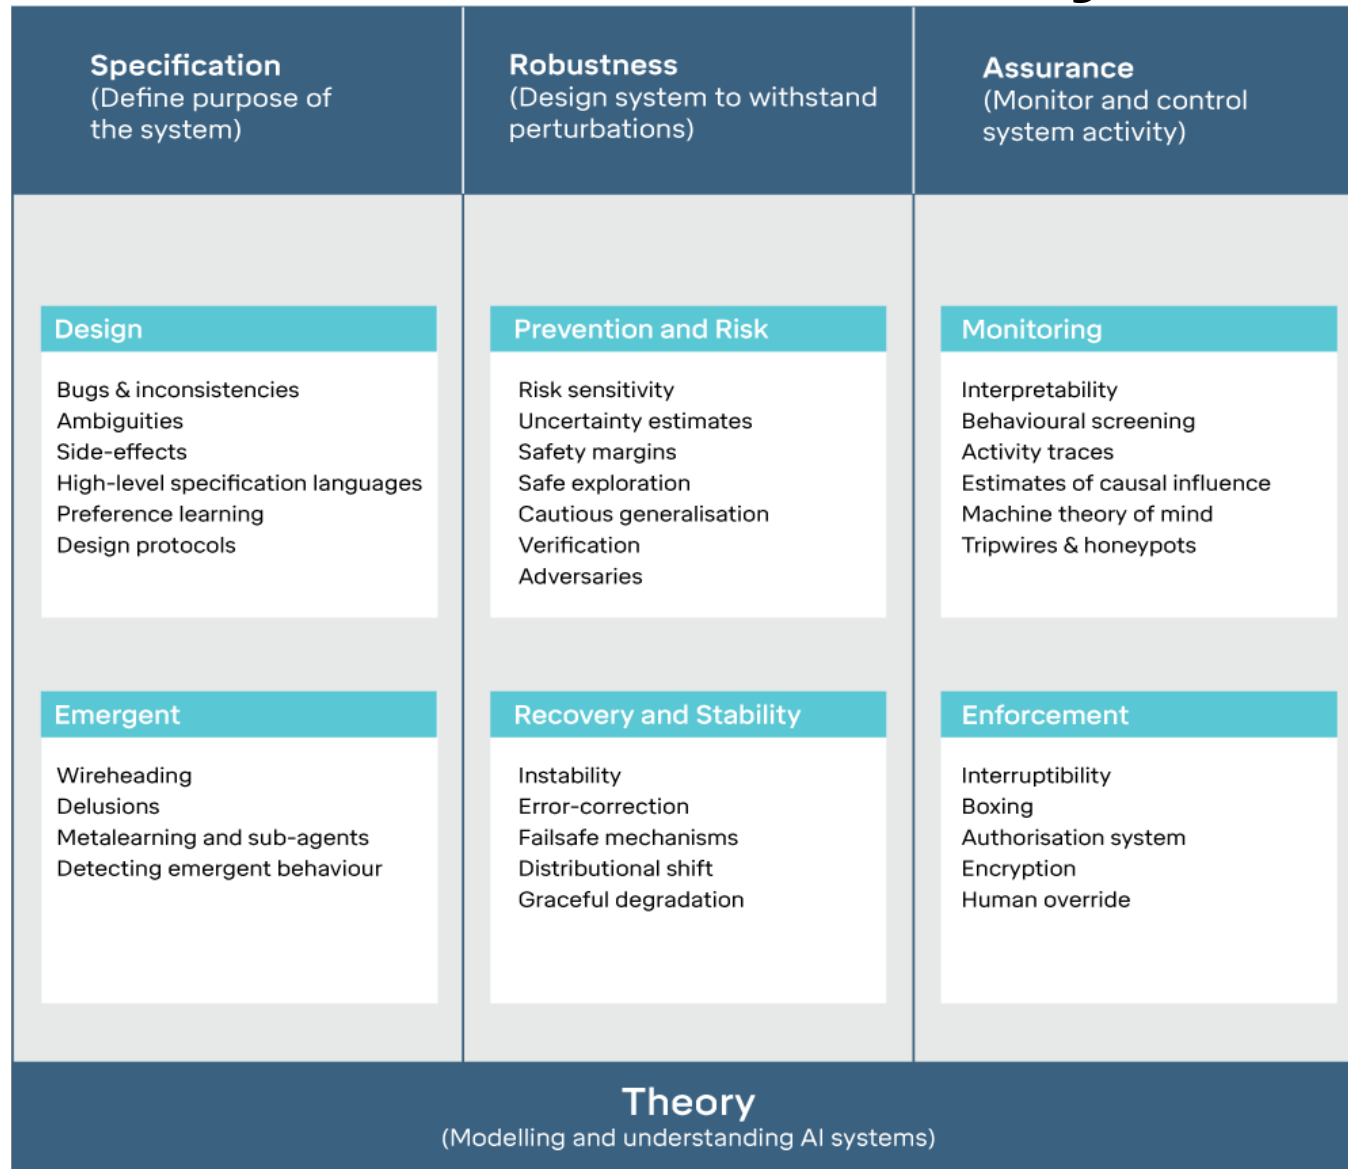 Specification
(Define purpose of
the system)
Robustness
(Design system to withstand
perturbations)
Assurance
(Monitor and control
system activity)
Design
Bugs & inconsistencies
Ambiguities
Side-effects
High-level specification languages
Preference learning
Design protocols
Prevention and Risk
Risk sensitivity
Uncertainty estimates
Safety margins
Safe exploration
Cautious generalisation
Verification
Adversaries
Monitoring
Interpretability
Behavioural screening
Activity traces
Estimates of causal influence
Machine theory of mind
Tripwires & honeypots
Emergent
Wireheading
Delusions
Metalearning and sub-agents
Detecting emergent behaviour
Recovery and Stability
Instability
Error-correction
Failsafe mechanisms
Distributional shift
Graceful degradation
Enforcement
Interruptibility
Boxing
Authorisation system
Encryption
Human override
Theory
(Modelling and understanding AI systems)